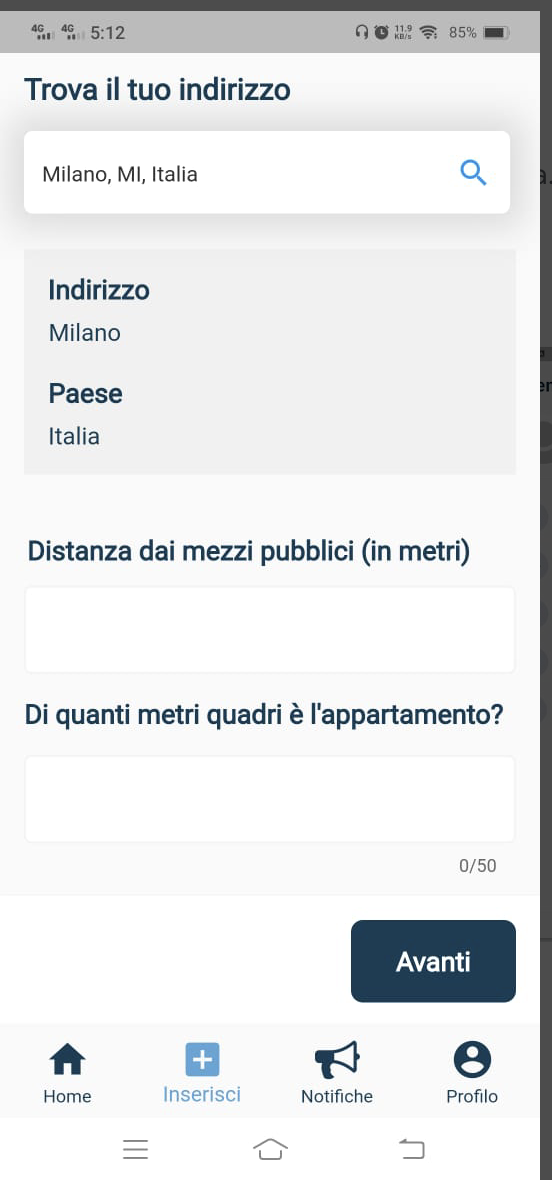 4G 4G 5:12 11.9 KB/s 85%
Trova il tuo indirizzo
Milano, MI, Italia
Indirizzo
Milano
Paese
Italia
Distanza dai mezzi pubblici (in metri)
Di quanti metri quadri è l'appartamento?
0/50
Avanti
Home Inserisci Notifiche Profilo